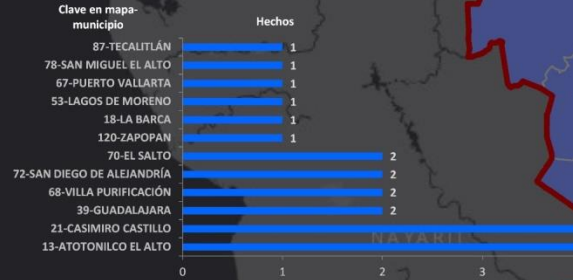 Clave en mapa-
municipio
Hechos
87-TECALITLÁN 1
78-SAN MIGUEL EL ALTO 1
67-PUERTO VALLARTA 1
53-LAGOS DE MORENO 1
18-LA BARCA 1
120-ZAPOPAN 1
70-EL SALTO 2
72-SAN DIEGO DE ALEJANDRÍA 2
68-VILLA PURIFICACIÓN 2
39-GUADALAJARA 2
21-CASIMIRO CASTILLO
NAYARIT
13-ATOTONILCO EL ALTO
0 1 2 3